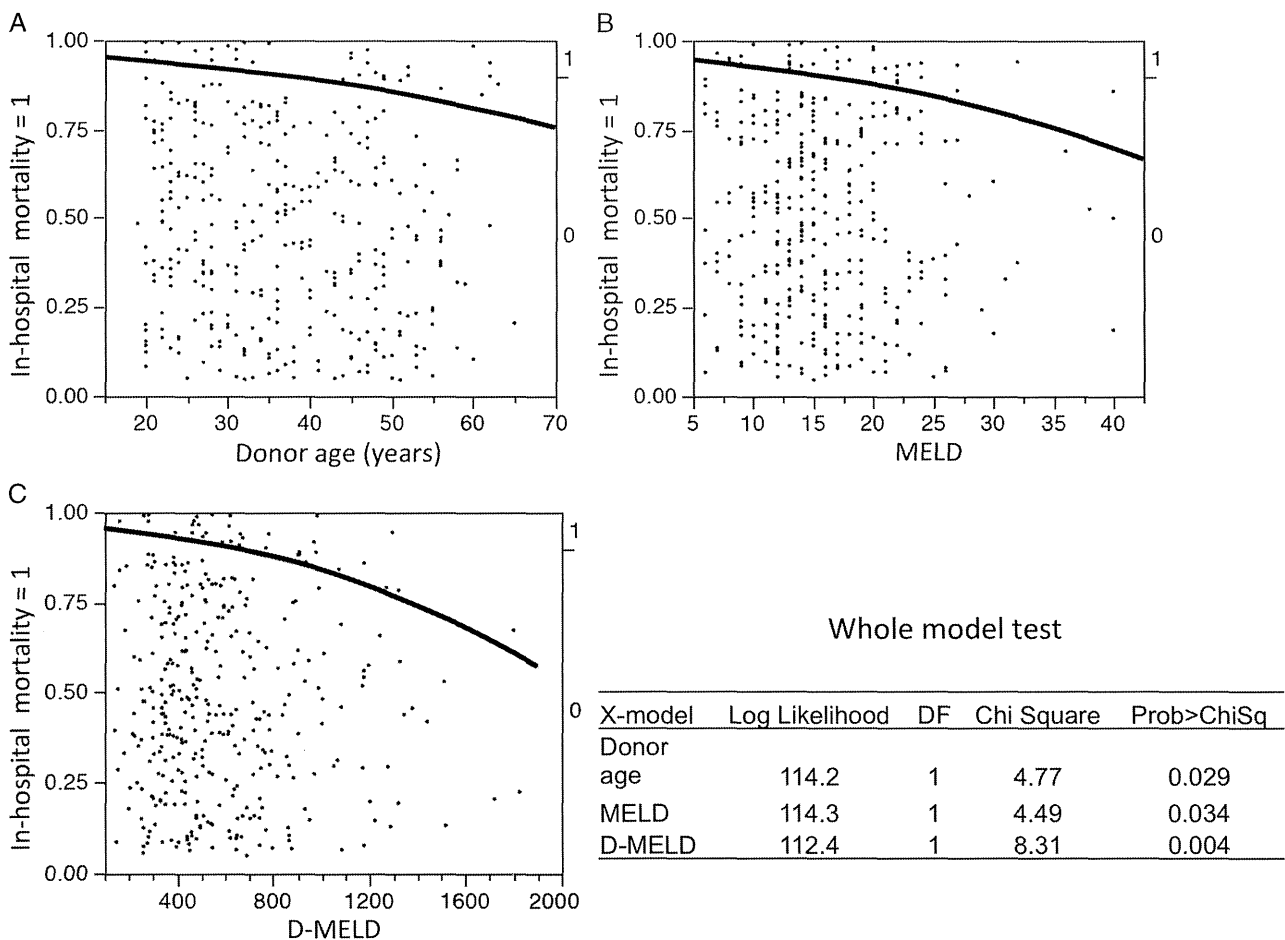 A
In-hospital mortality = 1
1.00
0.75
0.50
0.25
0.00
1
0
20 30 40 50 60 70
Donor age (years)
B
In-hospital mortality = 1
1.00
0.75
0.50
0.25
0.00
1
0
5 10 15 20 25 30 35 40
MELD
C
In-hospital mortality = 1
1.00
0.75
0.50
0.25
0.00
1
0
400 800 1200 1600 2000
D-MELD
Whole model test
X-model Log Likelihood DF Chi Square Prob>ChiSq
Donor
age 114.2 1 4.77 0.029
MELD 114.3 1 4.49 0.034
D-MELD 112.4 1 8.31 0.004